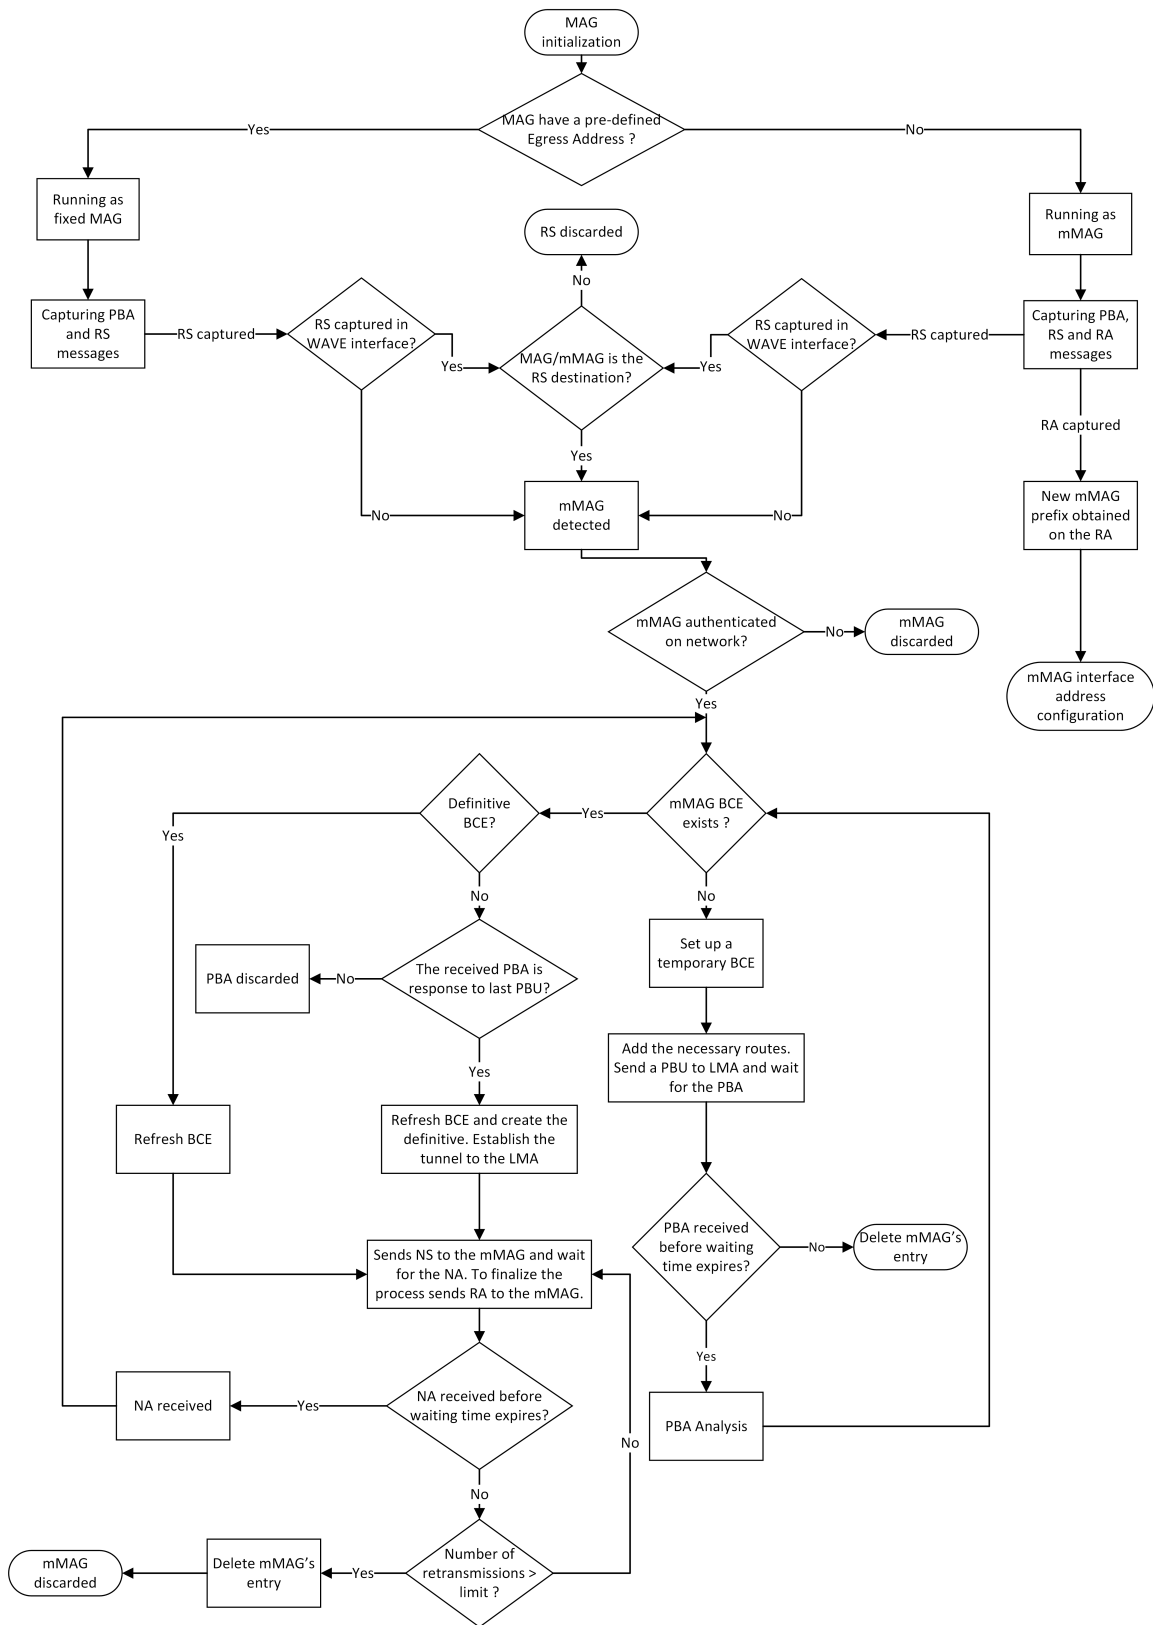 MAG
initialization
MAG have a pre-defined
Egress Address ?
Yes
No
Running as
fixed MAG
Running as
mMAG
RS discarded
No
Capturing PBA
and RS
messages
RS captured
RS captured in
WAVE interface?
Yes
MAG/mMAG is the
RS destination?
Yes
RS captured in
WAVE interface?
RS captured
Capturing PBA,
RS and RA
messages
RA captured
Yes
No
mMAG
detected
No
New mMAG
prefix obtained
on the RA
mMAG authenticated
on network?
No
mMAG
discarded
mMAG interface
address
configuration
Yes
Definitive
BCE?
Yes
mMAG BCE
exists ?
Yes
No
No
Set up a
temporary BCE
PBA discarded
No
The received PBA is
response to last PBU?
Add the necessary routes.
Send a PBU to LMA and wait
for the PBA
Yes
Refresh BCE
Refresh BCE and create the
definitive. Establish the
tunnel to the LMA
PBA received
before waiting
time expires?
No
Delete mMAG's
entry
Sends NS to the mMAG and wait
for the NA. To finalize the
process sends RA to the mMAG.
Yes
NA received
Yes
NA received before
waiting time expires?
PBA Analysis
No
No
mMAG
discarded
Delete mMAG's
entry
Yes
Number of
retransmissions >
limit ?